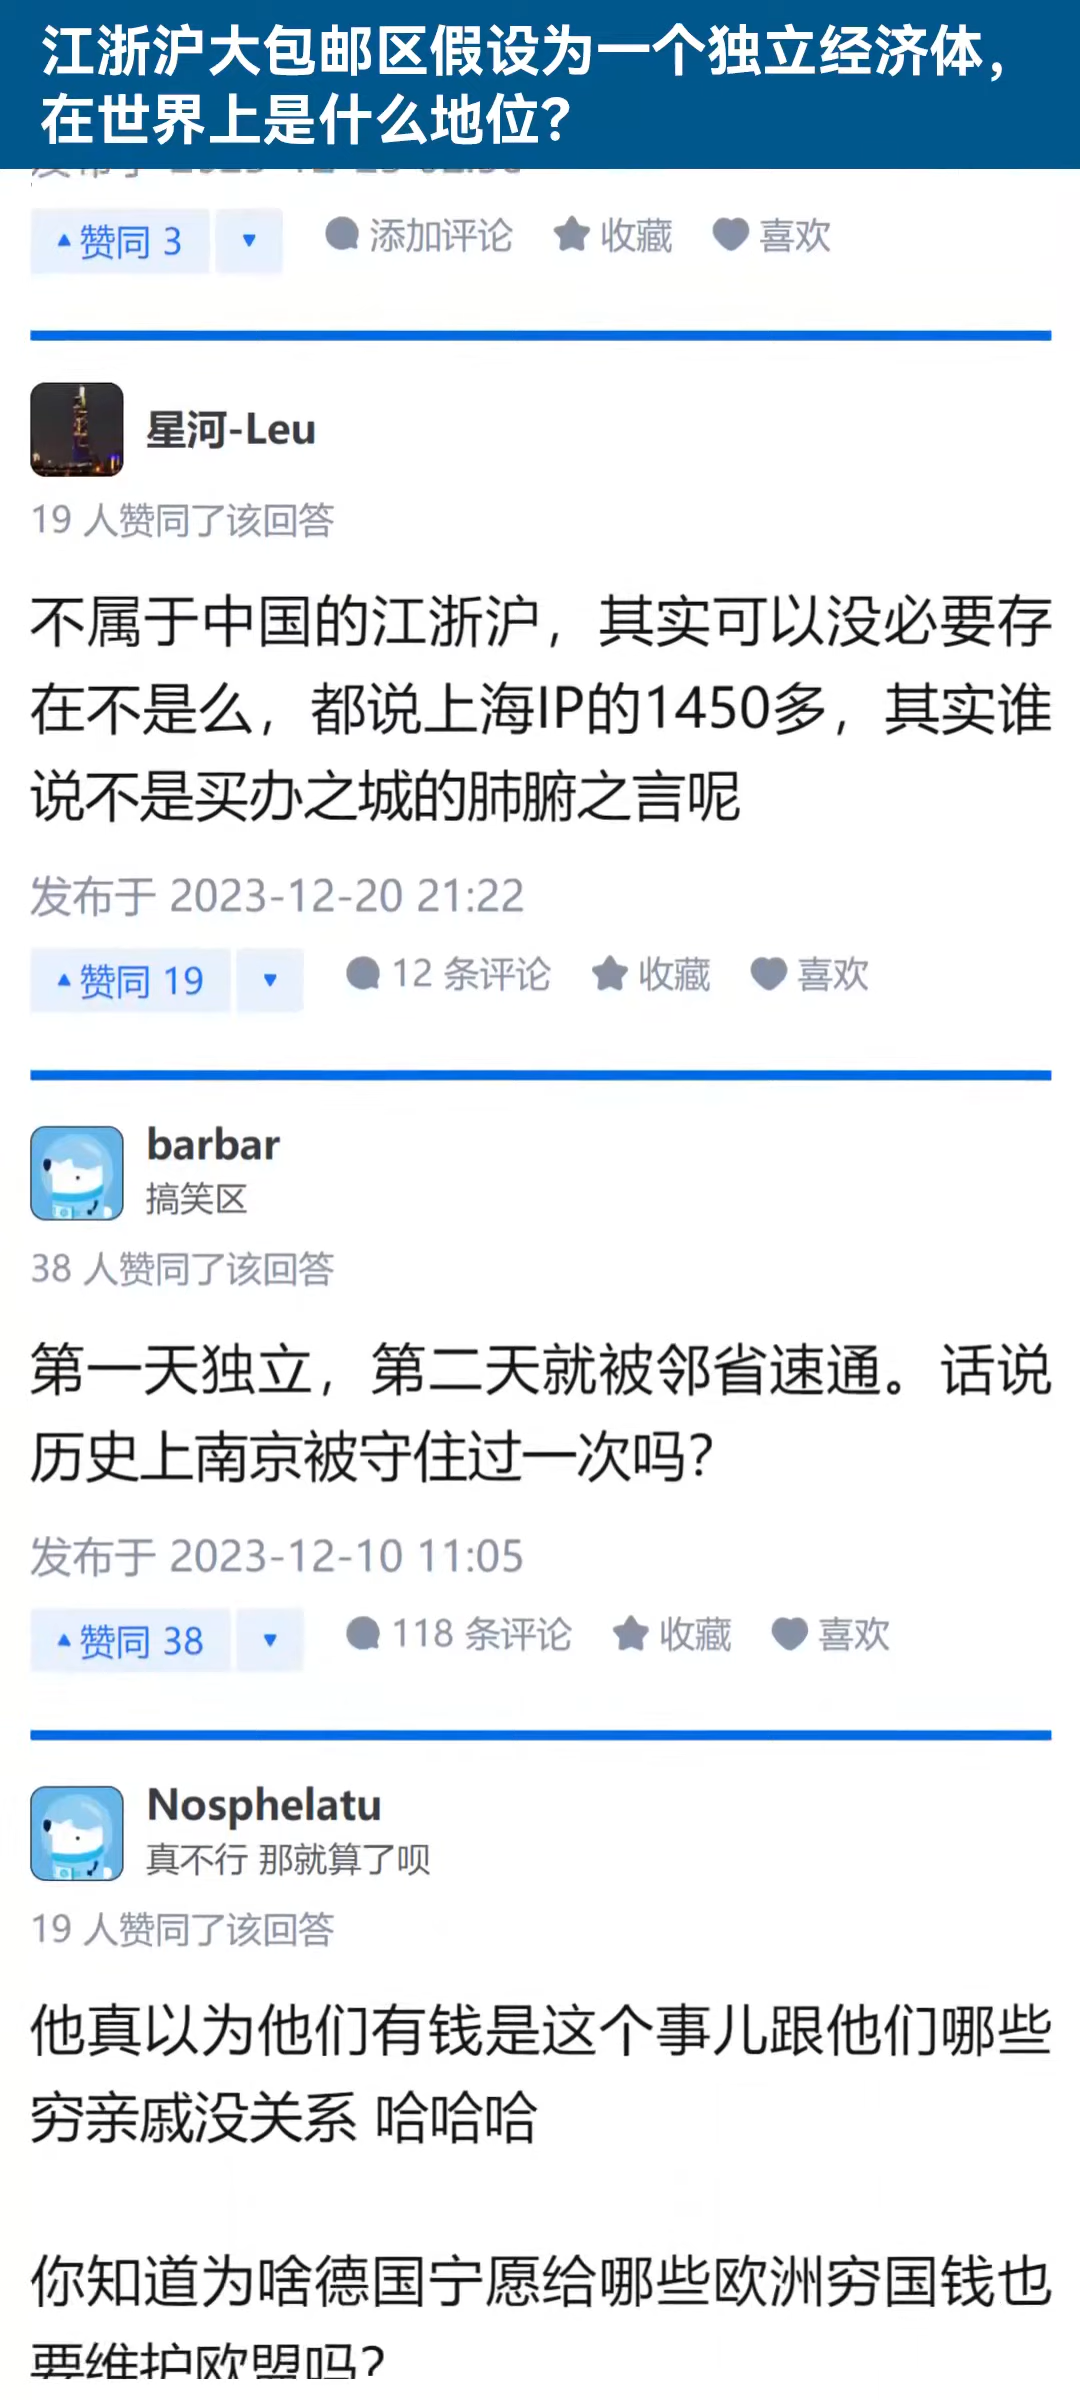 江浙沪大包邮区假设为一个独立经济体，
在世界上是什么地位？
赞同 3
添加评论
收藏
喜欢
星河-Leu
19 人赞同了该回答
不属于中国的江浙沪，其实可以没必要存
在不是么，都说上海IP的1450多，其实谁
说不是买办之城的肺腑之言呢
发布于 2023-12-20 21:22
赞同 19
12 条评论
收藏
喜欢
barbar
搞笑区
38 人赞同了该回答
第一天独立，第二天就被邻省速通。话说
历史上南京被守住过一次吗？
发布于 2023-12-10 11:05
赞同 38
118 条评论
收藏
喜欢
Nosphelatu
真不行 那就算了呗
19 人赞同了该回答
他真以为他们有钱是这个事儿跟他们哪些
穷亲戚没关系 哈哈哈
你知道为啥德国宁愿给哪些欧洲穷国钱也
要维护欧盟吗？